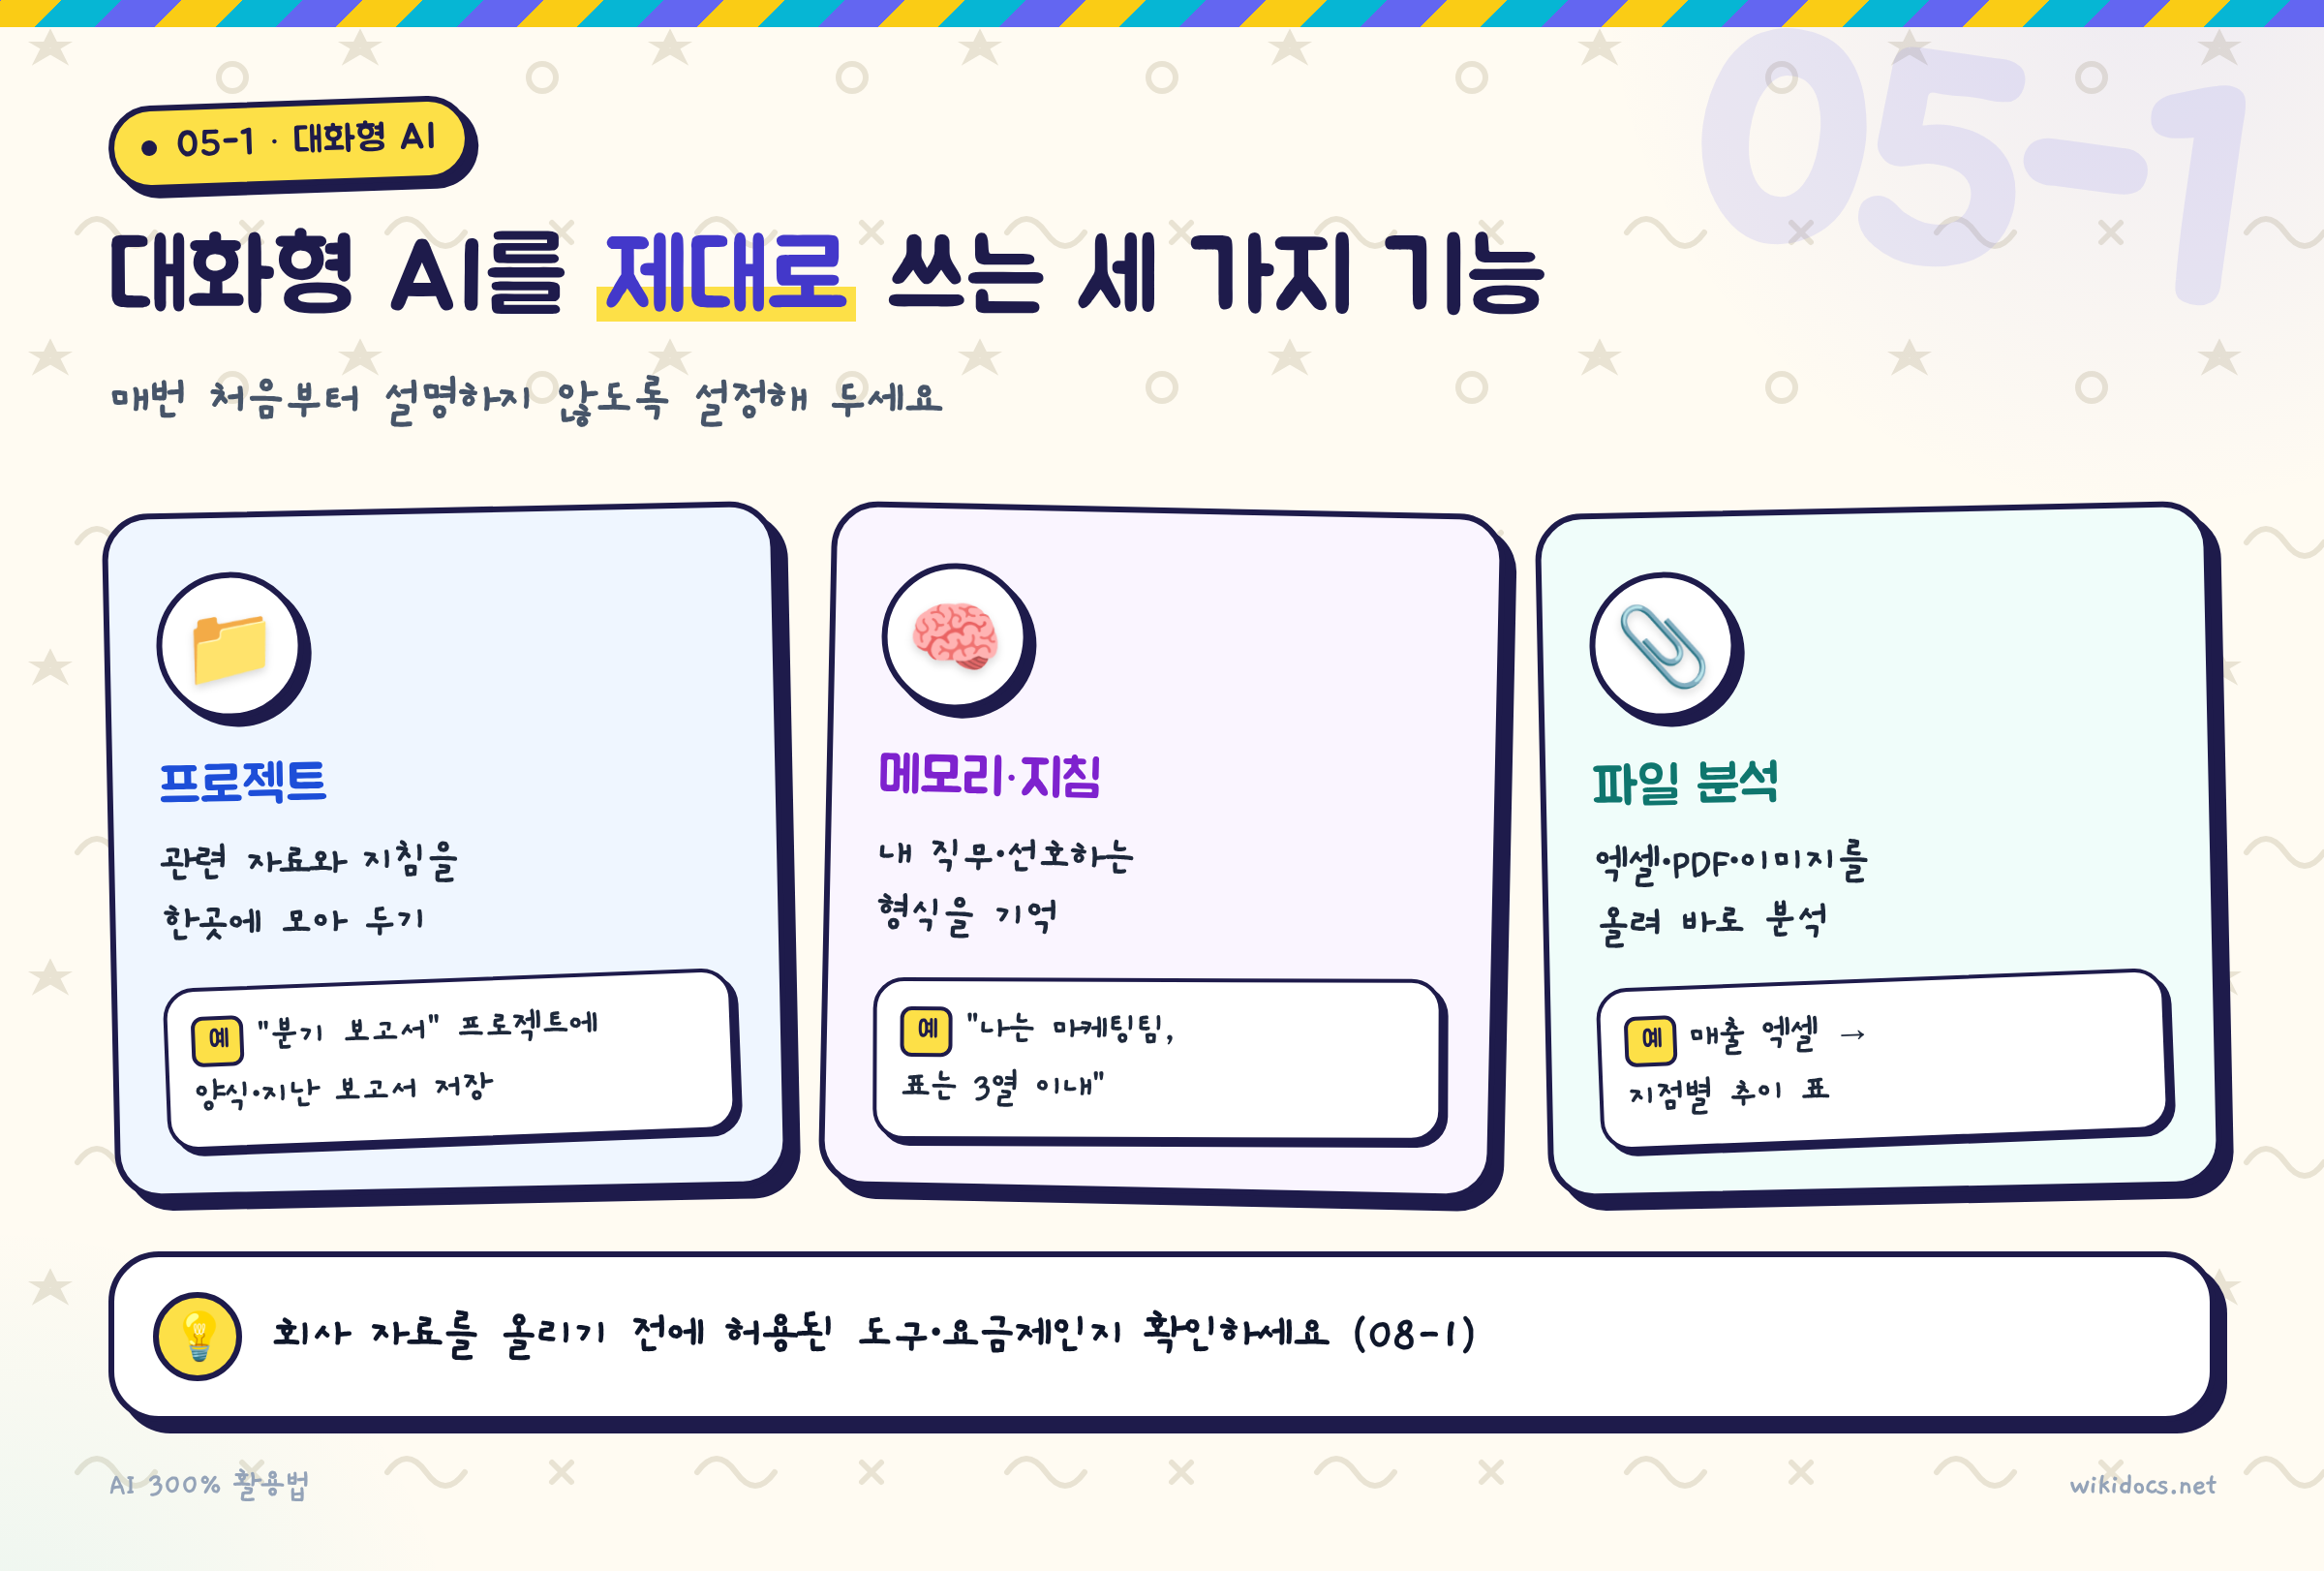 05-1
05-1 · 대화형 AI
대화형 AI를 제대로 쓰는 세 가지 기능
매번 처음부터 설명하지 않도록 설정해 두세요
프로젝트
관련 자료와 지침을
한곳에 모아 두기
예 "분기 보고서" 프로젝트에
양식·지난 보고서 저장
메모리·지침
내 직무·선호하는
형식을 기억
예 "나는 마케팅팀,
표는 3열 이내"
파일 분석
엑셀·PDF·이미지를
올려 바로 분석
예 매출 엑셀 →
지점별 추이 표
회사 자료를 올리기 전에 허용된 도구·요금제인지 확인하세요 (08-1)
AI 300% 활용법
wikidocs.net